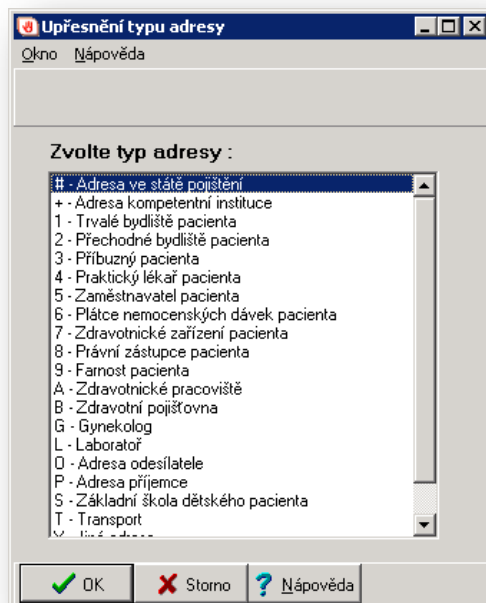 Upřesnění typu adresy
Okno Nápověda
Zvolte typ adresy :
# - Adresa ve státě pojištění
+ - Adresa kompetentní instituce
1 - Trvalé bydliště pacienta
2 - Přechodné bydliště pacienta
3 - Příbuzný pacienta
4 - Praktický lékař pacienta
5 - Zaměstnavatel pacienta
6 - Plátce nemocenských dávek pacienta
7 - Zdravotnické zařízení pacienta
8 - Právní zástupce pacienta
9 - Farnost pacienta
A - Zdravotnické pracoviště
B - Zdravotní pojišťovna
G - Gynekolog
L - Laboratoř
O - Adresa odesílatele
P - Adresa příjemce
S - Základní škola dětského pacienta
T - Transport
OK Storno Nápověda